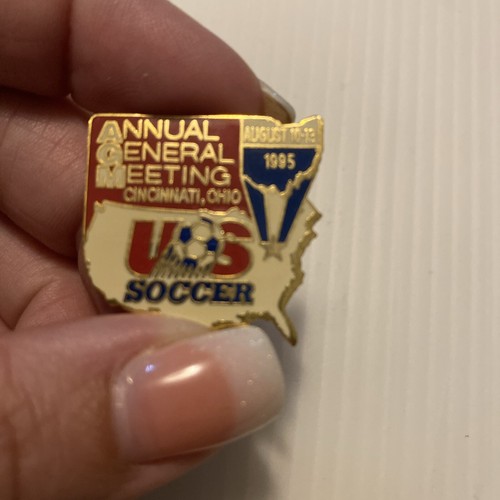 ANNUAL
GENERAL
MEETING
CINCINNATI, OHIO
AUGUST
1995
US
SOCCER